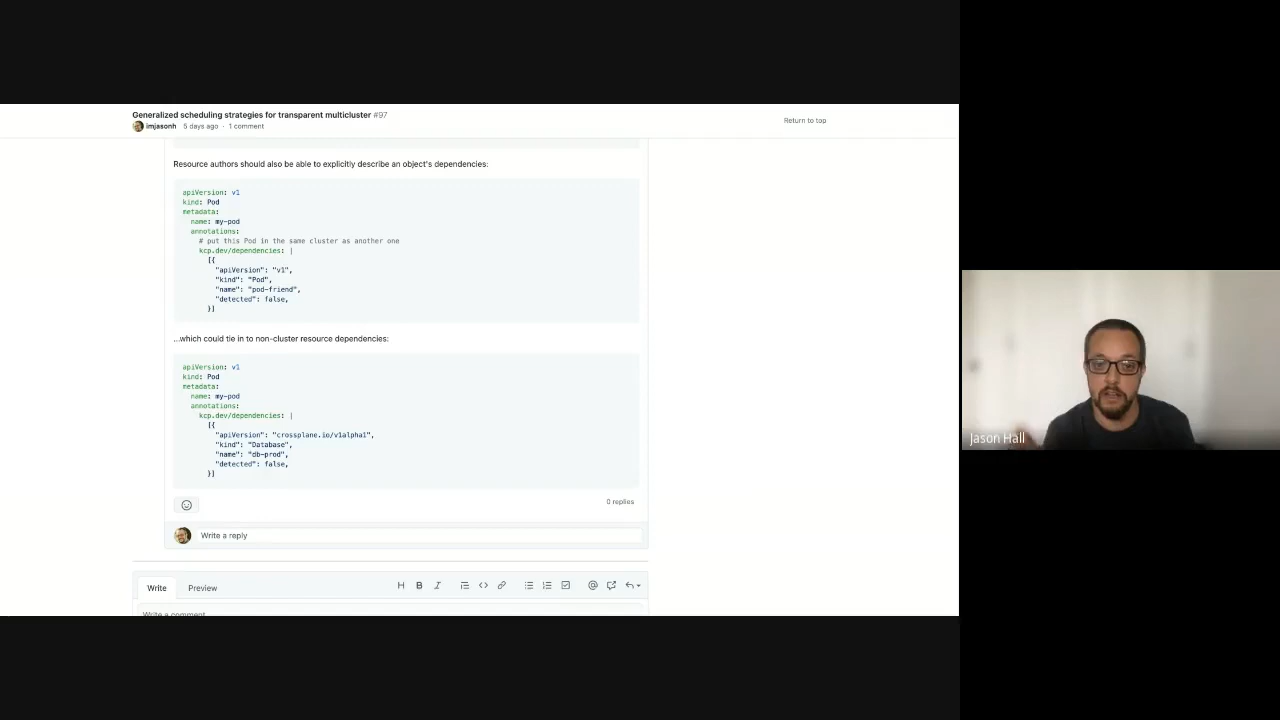 Generalized scheduling strategies for transparent multicluster #97
imjasonh 5 days ago · 1 comment
Return to top
Resource authors should also be able to explicitly describe an object's dependencies:
apiVersion: v1
kind: Pod
metadata:
  name: my-pod
  annotations:
    # put this Pod in the same cluster as another one
    kcp.dev/dependencies: |
      [{
        "apiVersion": "v1",
        "kind": "Pod",
        "name": "pod-friend",
        "detected": false,
      }]
...which could tie in to non-cluster resource dependencies:
apiVersion: v1
kind: Pod
metadata:
  name: my-pod
  annotations:
    kcp.dev/dependencies: |
      [{
        "apiVersion": "crossplane.io/v1alpha1",
        "kind": "Database",
        "name": "db-prod",
        "detected": false,
      }]
0 replies
Write a reply
Write Preview
Write a comment
Jason Hall